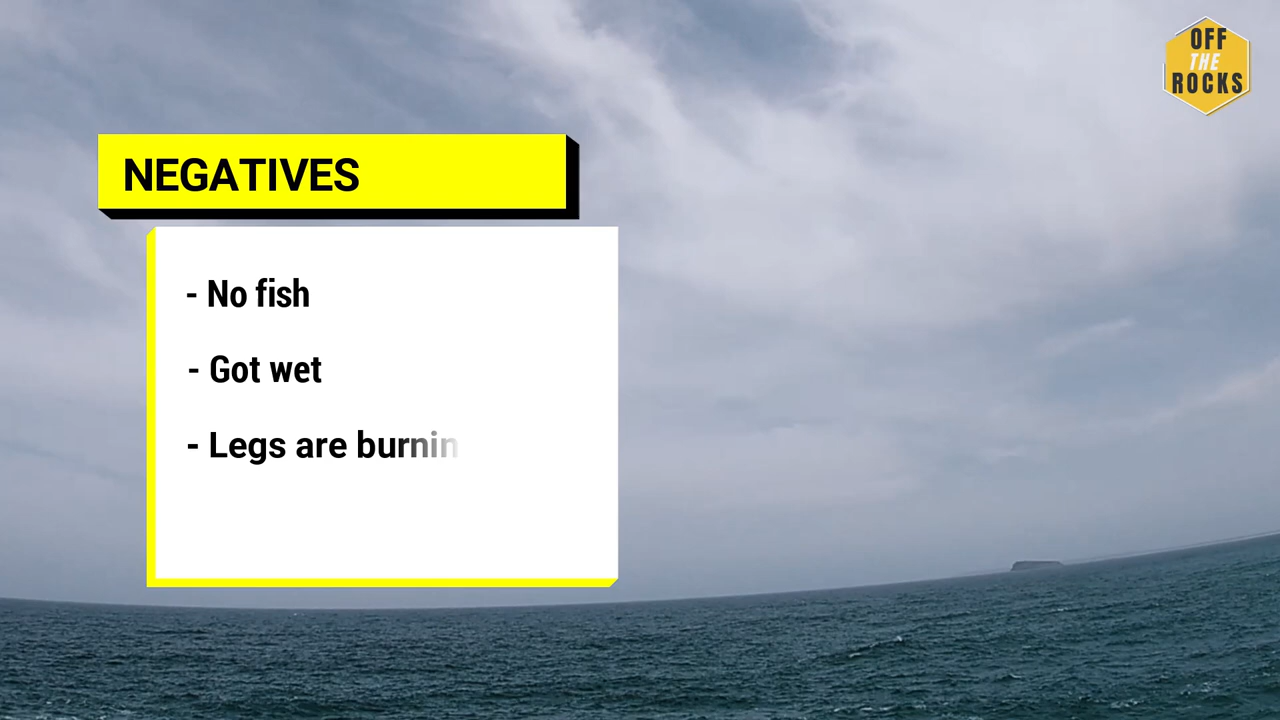 OFF
THE
ROCKS
NEGATIVES
- No fish
- Got wet
- Legs are burnin